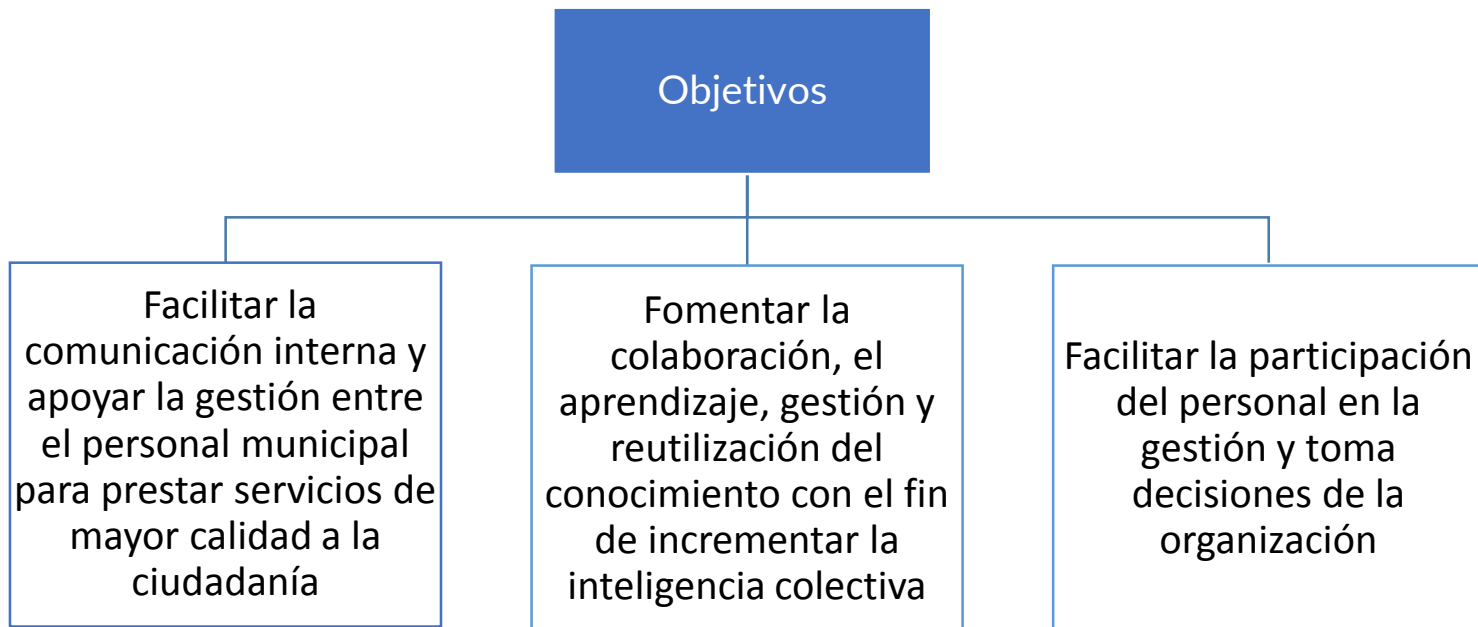 Objetivos
Facilitar la
comunicación interna y
apoyar la gestión entre
el personal municipal
para prestar servicios de
mayor calidad a la
ciudadanía
Fomentar la
colaboración, el
aprendizaje, gestión y
reutilización del
conocimiento con el fin
de incrementar la
inteligencia colectiva
Facilitar la participación
del personal en la
gestión y toma
decisiones de la
organización